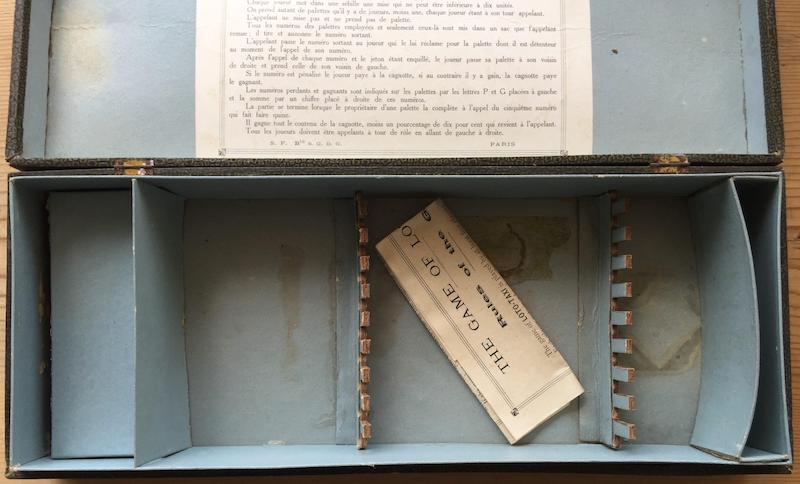 Chaque joueur met dans une sébille une mise qui ne peut être inférieure à dix unités.
On prend autant de palettes qu'il y a de joueurs, moins une, chaque joueur étant à son tour appelant.
L'appelant ne mise pas et ne prend pas de palette.
Tous les numéros des palettes employées et seulement ceux-là sont mis dans un sac que l'appelant
remue ; il tire et annonce le numéro sortant.
L'appelant passe le numéro sortant au joueur qui le lui réclame pour la palette dont il est détenteur
au moment de l'appel de son numéro.
Après l'appel de chaque numéro et le jeton étant enquillé, le joueur passe sa palette à son voisin
de droite et prend celle de son voisin de gauche.
Si le numéro est pénalisé le joueur paye à la cagnotte, si au contraire il y a gain, la cagnotte paye
le gagnant.
Les numéros perdants et gagnants sont indiqués sur les palettes par les lettres P et G placées à gauche
et la somme par un chiffre placé à droite de ces numéros.
La partie se termine lorsque le propriétaire d'une palette la complète à l'appel du cinquième numéro
qui fait faire quine.
Il gagne tout le contenu de la cagnotte, moins un pourcentage de dix pour cent qui revient à l'appelant.
Tous les joueurs doivent être appelants à tour de rôle en allant de gauche à droite.
S. F. Bté S. G. D. G. PARIS
THE GAME OF LO
Rules of the G
The game of LOTO-TAXI is played by